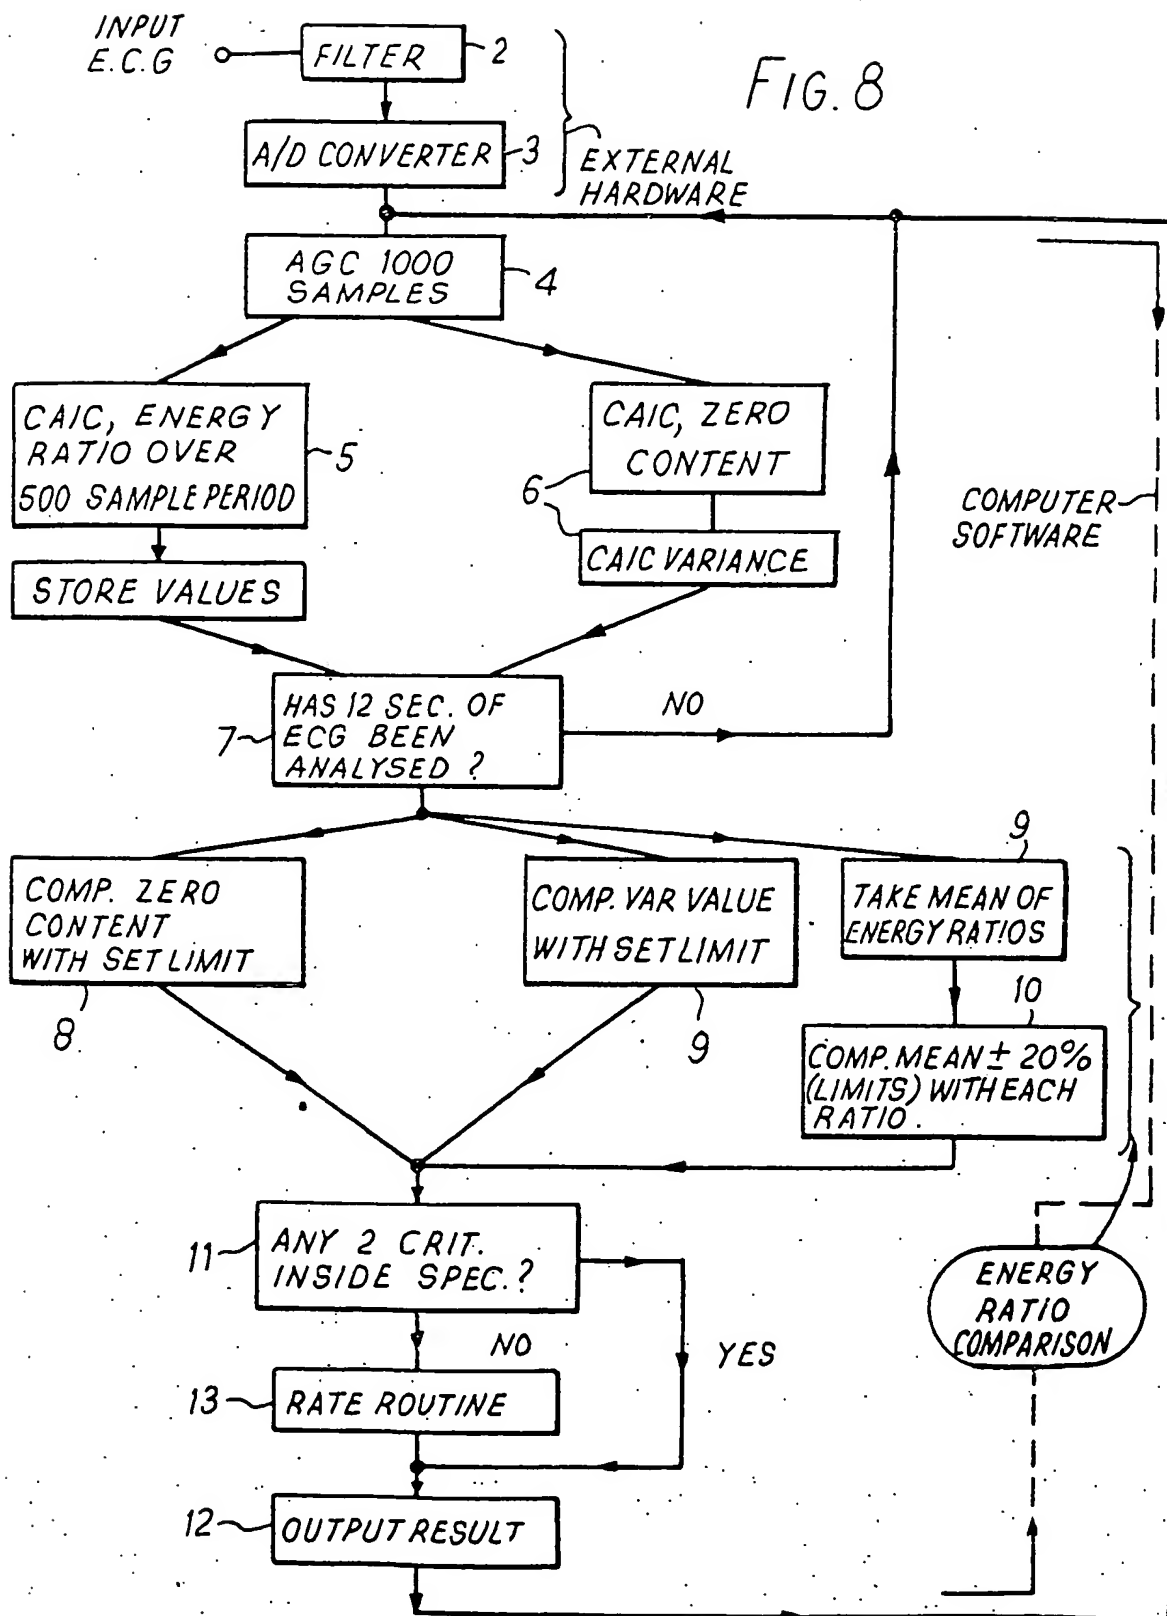 INPUT
E.C.G
FILTER
2
FIG. 8
A/D CONVERTER
3
EXTERNAL
HARDWARE
AGC 1000
SAMPLES
4
CAIC, ENERGY
RATIO OVER
500 SAMPLE PERIOD
5
CAIC, ZERO
CONTENT
6
CAIC VARIANCE
STORE VALUES
COMPUTER
SOFTWARE
HAS 12 SEC. OF
ECG BEEN
ANALYSED ?
7
NO
COMP. ZERO
CONTENT
WITH SET LIMIT
8
COMP. VAR VALUE
WITH SET LIMIT
9
9
TAKE MEAN OF
ENERGY RATIOS
10
COMP. MEAN ± 20%
(LIMITS) WITH EACH
RATIO.
11
ANY 2 CRIT.
INSIDE SPEC.?
NO
YES
ENERGY
RATIO
COMPARISON
13
RATE ROUTINE
12
OUTPUT RESULT